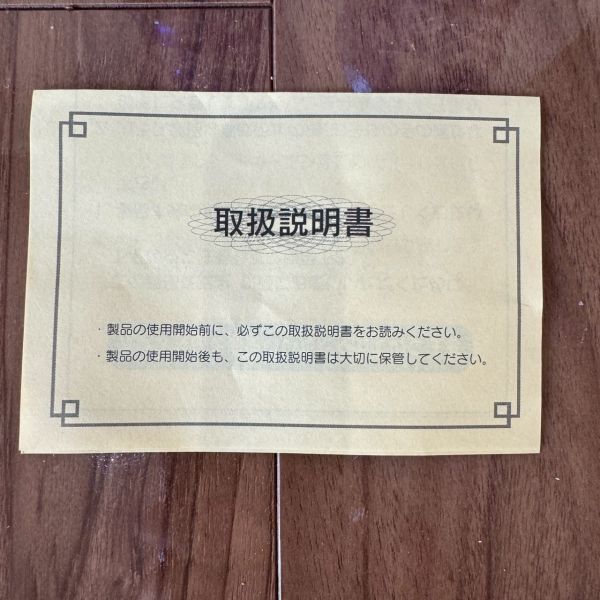 取扱説明書
・製品の使用開始前に、必ずこの取扱説明書をお読みください。
・製品の使用開始後も、この取扱説明書は大切に保管してください。